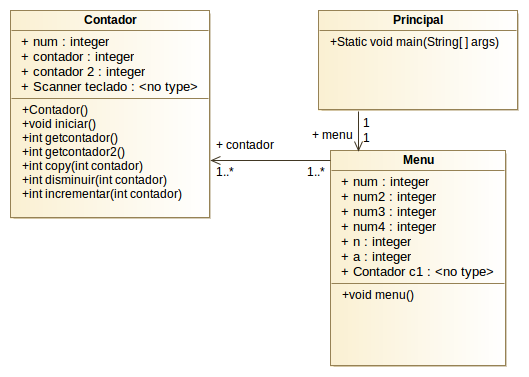 Contador
+ num : integer
+ contador : integer
+ contador 2 : integer
+ Scanner teclado : <no type>
+Contador()
+void iniciar()
+int getcontador()
+int getcontador2()
+int copy(int contador)
+int disminuir(int contador)
+int incrementar(int contador)
Principal
+Static void main(String[ ] args)
1
+ menu
1
+ contador
1..*
1..*
Menu
+ num : integer
+ num2 : integer
+ num3 : integer
+ num4 : integer
+ n : integer
+ a : integer
+ Contador c1 : <no type>
+void menu()